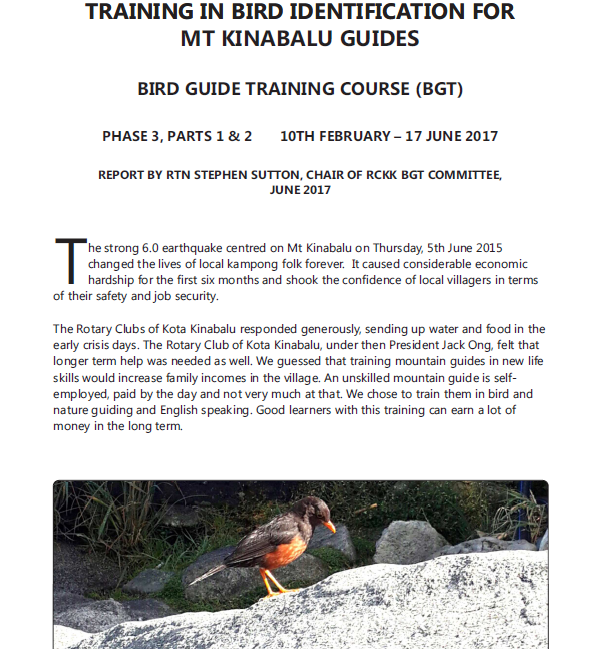 TRAINING IN BIRD IDENTIFICATION FOR
MT KINABALU GUIDES
BIRD GUIDE TRAINING COURSE (BGT)
PHASE 3, PARTS 1 & 2 10TH FEBRUARY – 17 JUNE 2017
REPORT BY RTN STEPHEN SUTTON, CHAIR OF RCKK BGT COMMITTEE,
JUNE 2017
The strong 6.0 earthquake centred on Mt Kinabalu on Thursday, 5th June 2015
changed the lives of local kampong folk forever. It caused considerable economic
hardship for the first six months and shook the confidence of local villagers in terms
of their safety and job security.
The Rotary Clubs of Kota Kinabalu responded generously, sending up water and food in the
early crisis days. The Rotary Club of Kota Kinabalu, under then President Jack Ong, felt that
longer term help was needed as well. We guessed that training mountain guides in new life
skills would increase family incomes in the village. An unskilled mountain guide is self-
employed, paid by the day and not very much at that. We chose to train them in bird and
nature guiding and English speaking. Good learners with this training can earn a lot of
money in the long term.